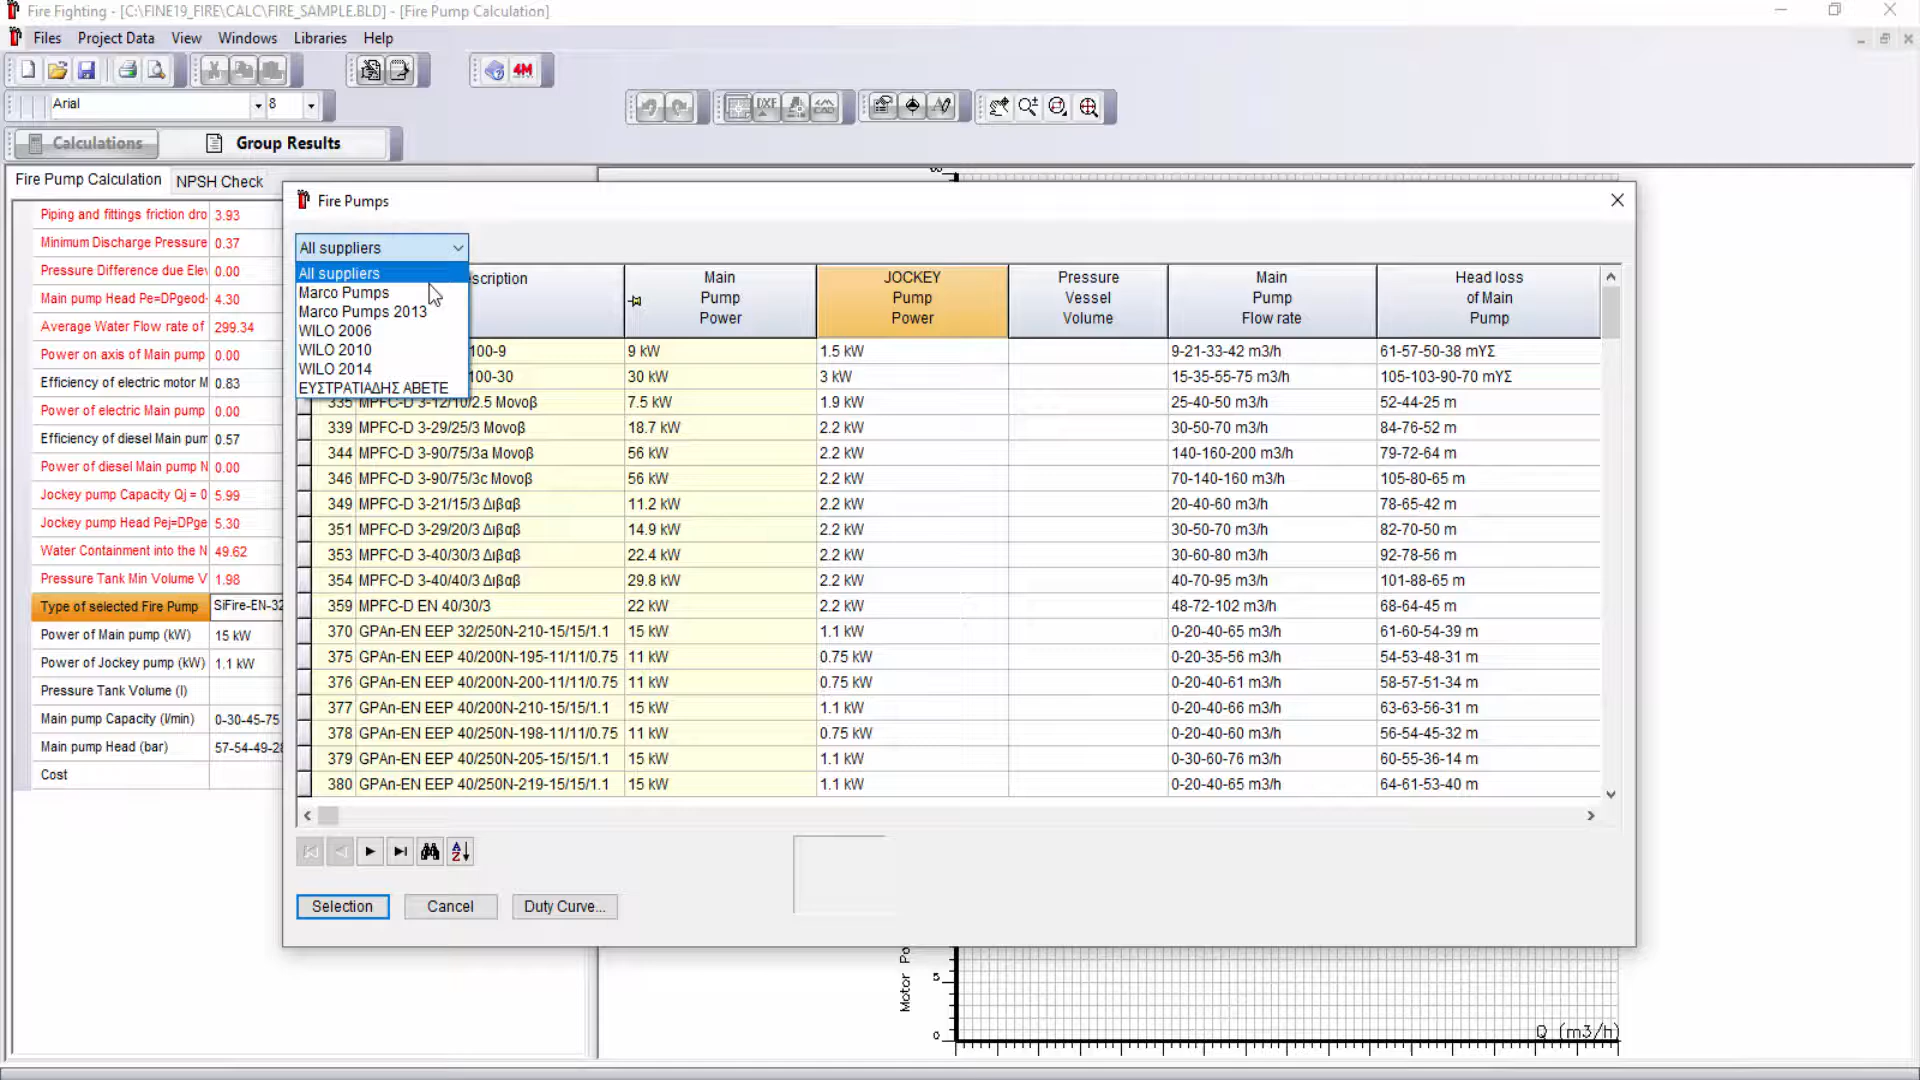 Fire Fighting - [C:\FINE19_FIRE\CALC\FIRE_SAMPLE.BLD] - [Fire Pump Calculation]
Files Project Data View Windows Libraries Help
4M
Arial 8
DXF
Calculations Group Results
Fire Pump Calculation NPSH Check
Piping and fittings friction dro 3.93
Minimum Discharge Pressure 0.37
Pressure Difference due Elev 0.00
Main pump Head Pe=DPgeod- 4.30
Average Water Flow rate of 299.34
Power on axis of Main pump 0.00
Efficiency of electric motor M 0.83
Power of electric Main pump 0.00
Efficiency of diesel Main pum 0.57
Power of diesel Main pump N 0.00
Jockey pump Capacity Qj = 0 5.99
Jockey pump Head Pej=DPge 5.30
Water Containment into the N 49.62
Pressure Tank Min Volume V 1.98
Type of selected Fire Pump SiFire-EN-32
Power of Main pump (kW) 15 kW
Power of Jockey pump (kW) 1.1 kW
Pressure Tank Volume (l)
Main pump Capacity (l/min) 0-30-45-75
Main pump Head (bar) 57-54-49-28
Cost
Fire Pumps
All suppliers
All suppliers
Marco Pumps
Marco Pumps 2013
WILO 2006
WILO 2010
WILO 2014
ΕΥΣΤΡΑΤΙΑΔΗΣ ΑΒΕΤΕ
scription
Main Pump Power
JOCKEY Pump Power
Pressure Vessel Volume
Main Pump Flow rate
Head loss of Main Pump
100-9 9 kW 1.5 kW 9-21-33-42 m3/h 61-57-50-38 mΥΣ
100-30 30 kW 3 kW 15-35-55-75 m3/h 105-103-90-70 mΥΣ
335 MPFC-D 3-12/10/2.5 Μονοβ 7.5 kW 1.9 kW 25-40-50 m3/h 52-44-25 m
339 MPFC-D 3-29/25/3 Μονοβ 18.7 kW 2.2 kW 30-50-70 m3/h 84-76-52 m
344 MPFC-D 3-90/75/3a Μονοβ 56 kW 2.2 kW 140-160-200 m3/h 79-72-64 m
346 MPFC-D 3-90/75/3c Μονοβ 56 kW 2.2 kW 70-140-160 m3/h 105-80-65 m
349 MPFC-D 3-21/15/3 Διβαβ 11.2 kW 2.2 kW 20-40-60 m3/h 78-65-42 m
351 MPFC-D 3-29/20/3 Διβαβ 14.9 kW 2.2 kW 30-50-70 m3/h 82-70-50 m
353 MPFC-D 3-40/30/3 Διβαβ 22.4 kW 2.2 kW 30-60-80 m3/h 92-78-56 m
354 MPFC-D 3-40/40/3 Διβαβ 29.8 kW 2.2 kW 40-70-95 m3/h 101-88-65 m
359 MPFC-D EN 40/30/3 22 kW 2.2 kW 48-72-102 m3/h 68-64-45 m
370 GPAn-EN EEP 32/250N-210-15/15/1.1 15 kW 1.1 kW 0-20-40-65 m3/h 61-60-54-39 m
375 GPAn-EN EEP 40/200N-195-11/11/0.75 11 kW 0.75 kW 0-20-35-56 m3/h 54-53-48-31 m
376 GPAn-EN EEP 40/200N-200-11/11/0.75 11 kW 0.75 kW 0-20-40-61 m3/h 58-57-51-34 m
377 GPAn-EN EEP 40/200N-210-15/15/1.1 15 kW 1.1 kW 0-20-40-66 m3/h 63-63-56-31 m
378 GPAn-EN EEP 40/250N-198-11/11/0.75 11 kW 0.75 kW 0-20-40-60 m3/h 56-54-45-32 m
379 GPAn-EN EEP 40/250N-205-15/15/1.1 15 kW 1.1 kW 0-30-60-76 m3/h 60-55-36-14 m
380 GPAn-EN EEP 40/250N-219-15/15/1.1 15 kW 1.1 kW 0-20-40-65 m3/h 64-61-53-40 m
Selection Cancel Duty Curve...
Motor Po
5
0
Q (m3/h)